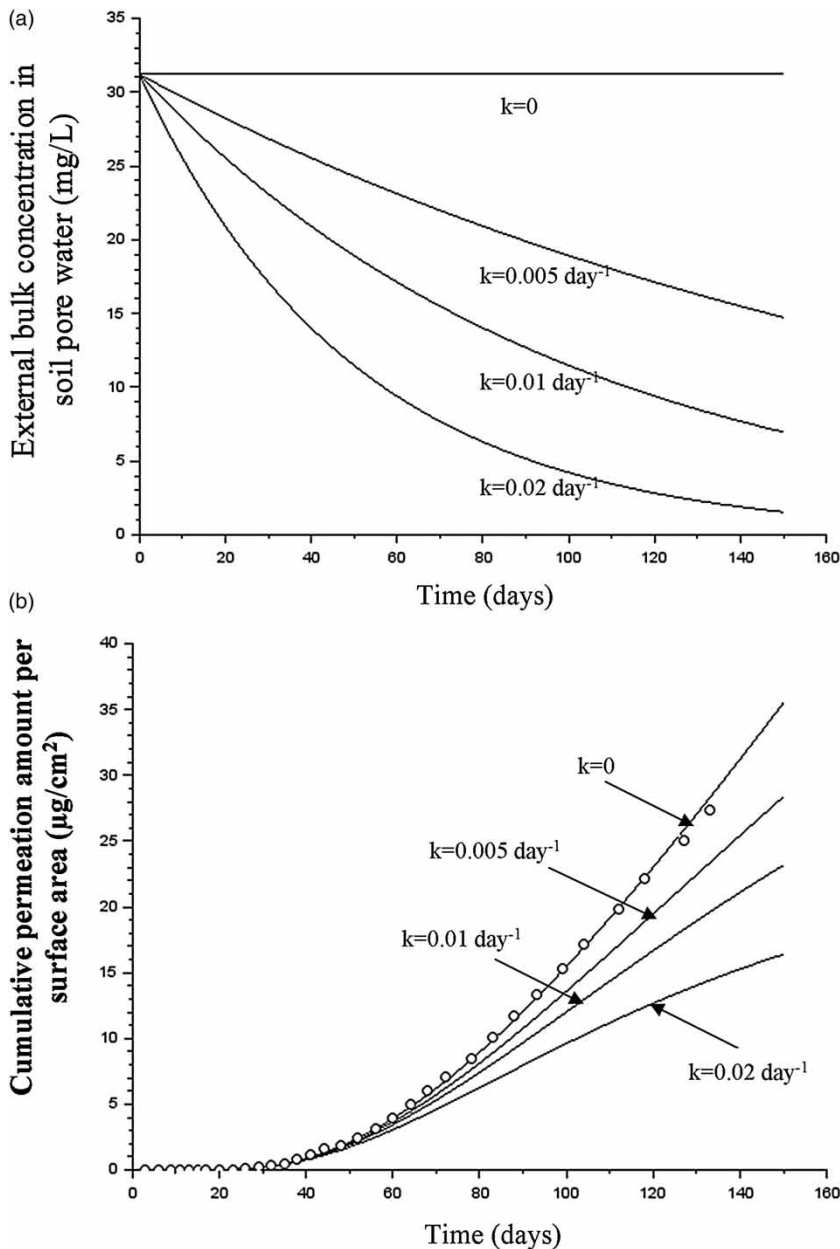 (a)
External bulk concentration in
soil pore water (mg/L)
35
30
25
20
15
10
5
0
k=0
k=0.005 day⁻¹
k=0.01 day⁻¹
k=0.02 day⁻¹
0 20 40 60 80 100 120 140 160
Time (days)
(b)
Cumulative permeation amount per
surface area (µg/cm²)
40
35
30
25
20
15
10
5
0
k=0
k=0.005 day⁻¹
k=0.01 day⁻¹
k=0.02 day⁻¹
0 20 40 60 80 100 120 140 160
Time (days)